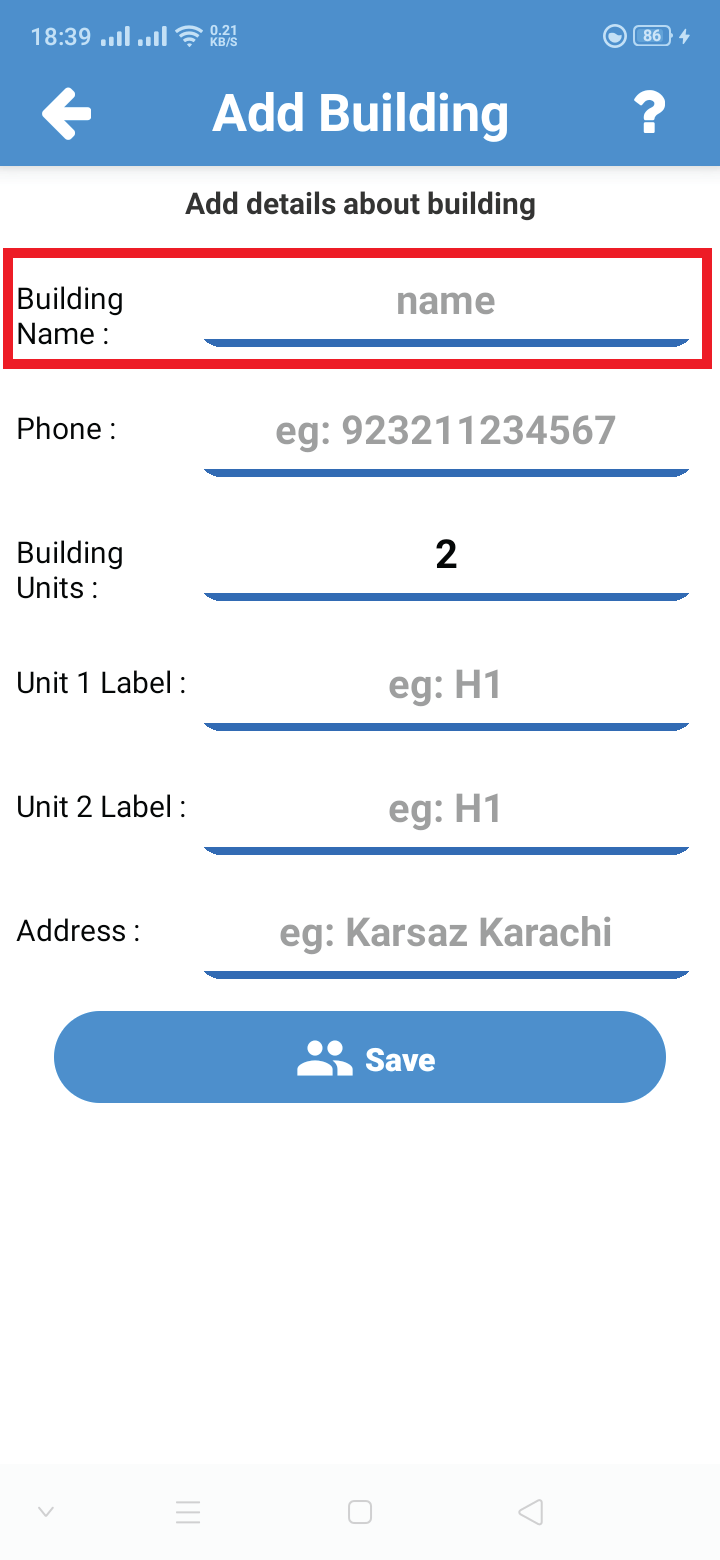 18:39 0.21 KB/S 86
Add Building ?
Add details about building
Building Name : name
Phone : eg: 923211234567
Building Units : 2
Unit 1 Label : eg: H1
Unit 2 Label : eg: H1
Address : eg: Karsaz Karachi
Save